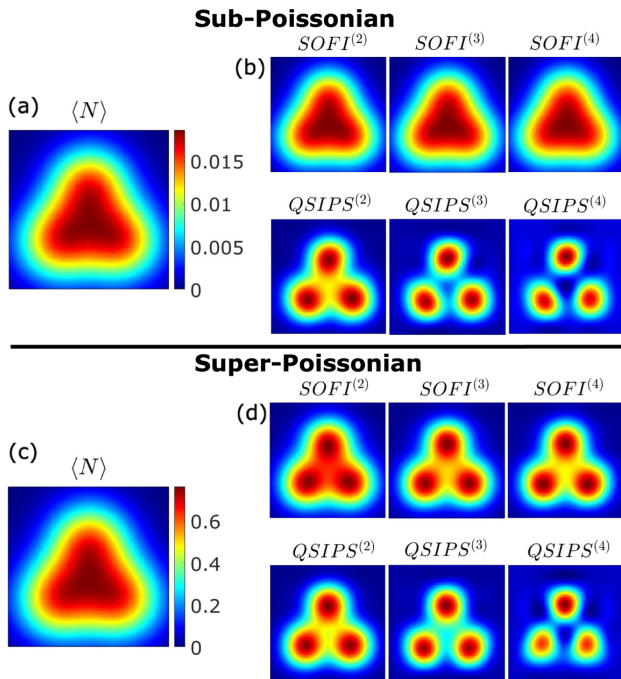 Sub-Poissonian
(a)
⟨N⟩
0.015
0.01
0.005
0
(b)
SOFI^(2) SOFI^(3) SOFI^(4)
QSIPS^(2) QSIPS^(3) QSIPS^(4)
Super-Poissonian
(c)
⟨N⟩
0.6
0.4
0.2
0
(d)
SOFI^(2) SOFI^(3) SOFI^(4)
QSIPS^(2) QSIPS^(3) QSIPS^(4)